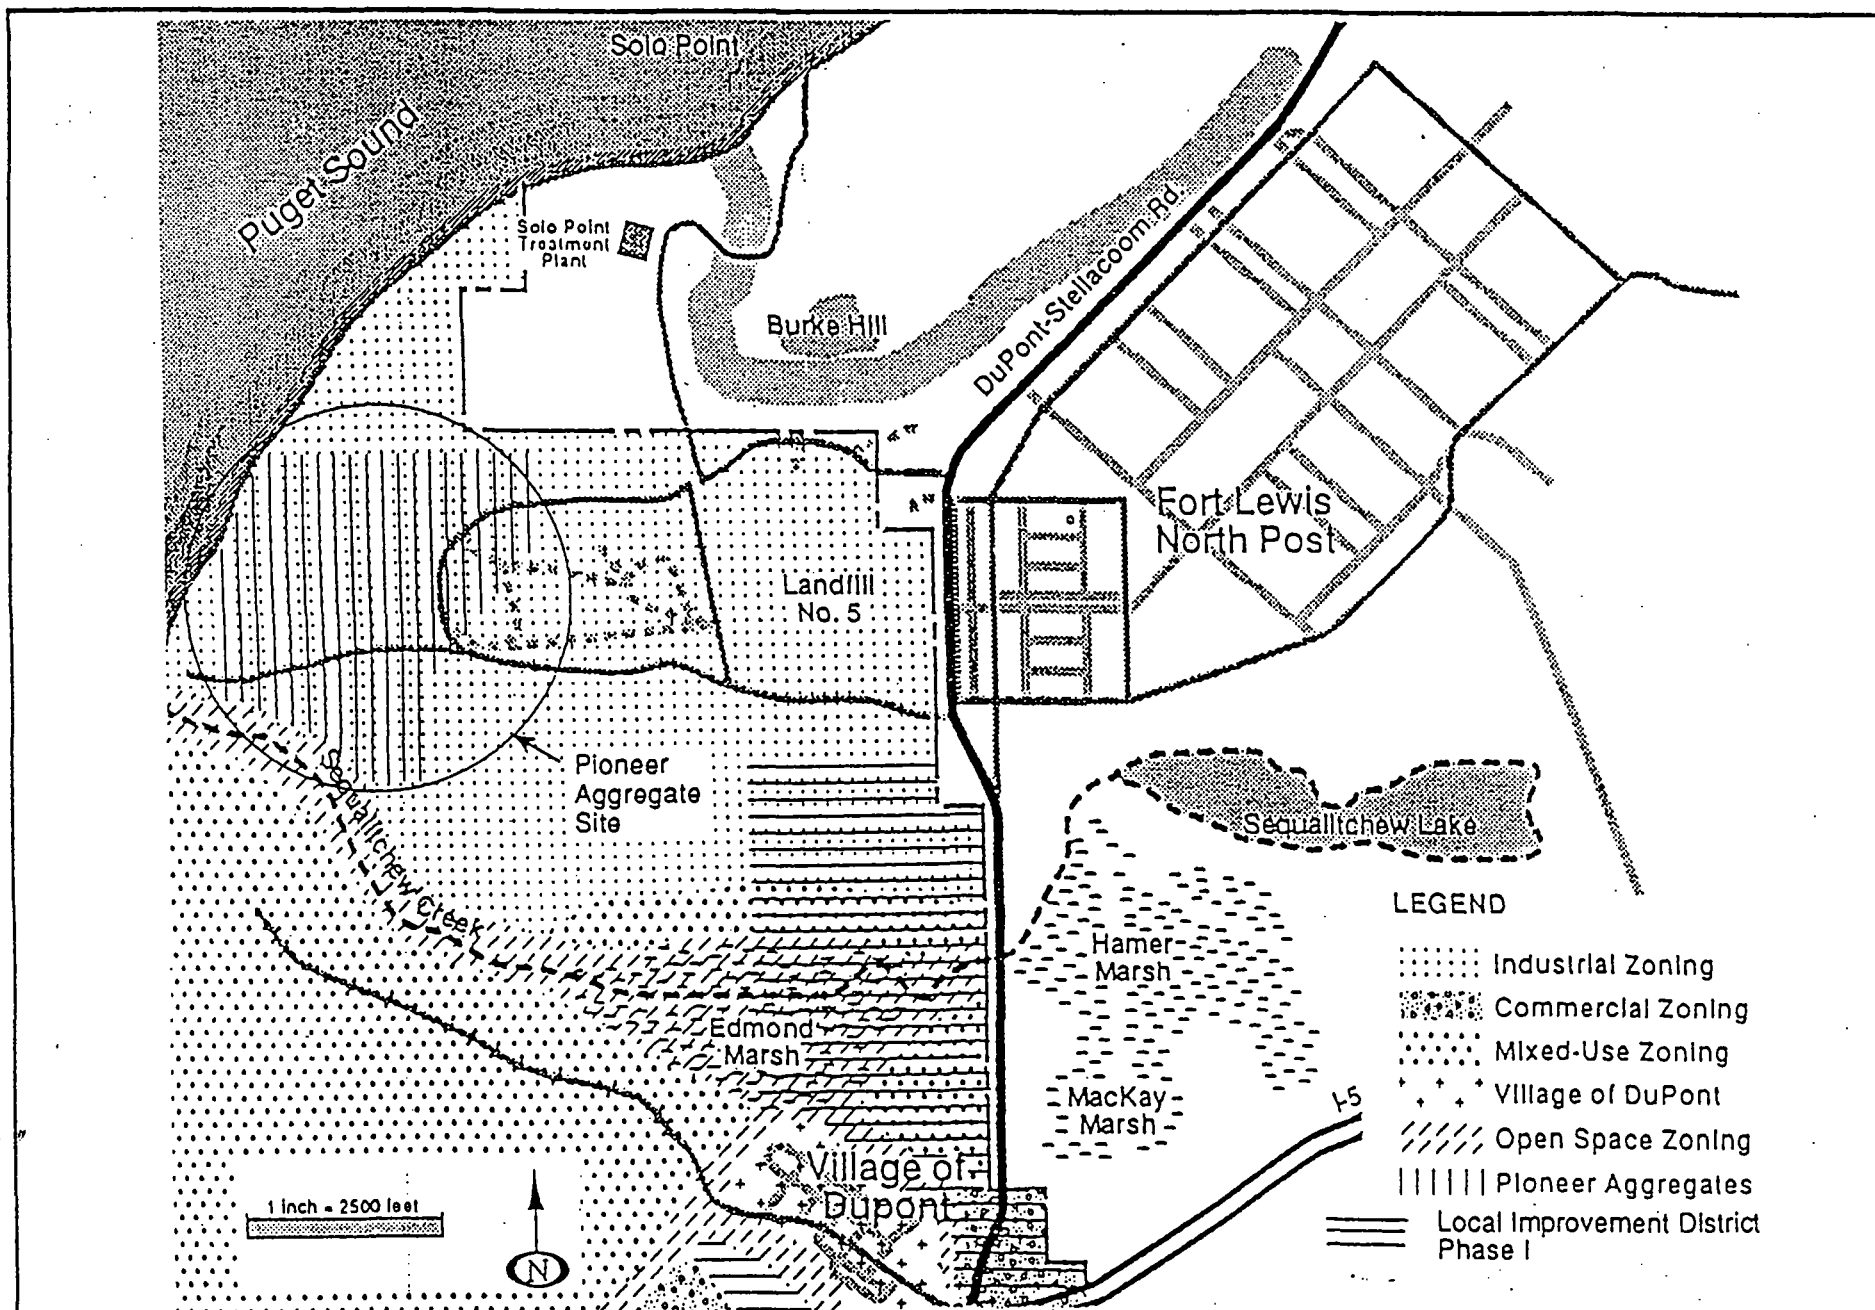 Solo Point
Puget Sound
Solo Point
Treatment
Plant
Burke Hill
DuPont-Stellacoom Rd.
Fort Lewis
North Post
Landfill
No. 5
Pioneer
Aggregate
Site
Sequalitchew Creek
Sequalitchew Lake
Hamer
Marsh
Edmond
Marsh
MacKay
Marsh
I-5
Village of
Dupont
1 inch = 2500 feet
N
LEGEND
Industrial Zoning
Commercial Zoning
Mixed-Use Zoning
Village of DuPont
Open Space Zoning
Pioneer Aggregates
Local Improvement District
Phase I